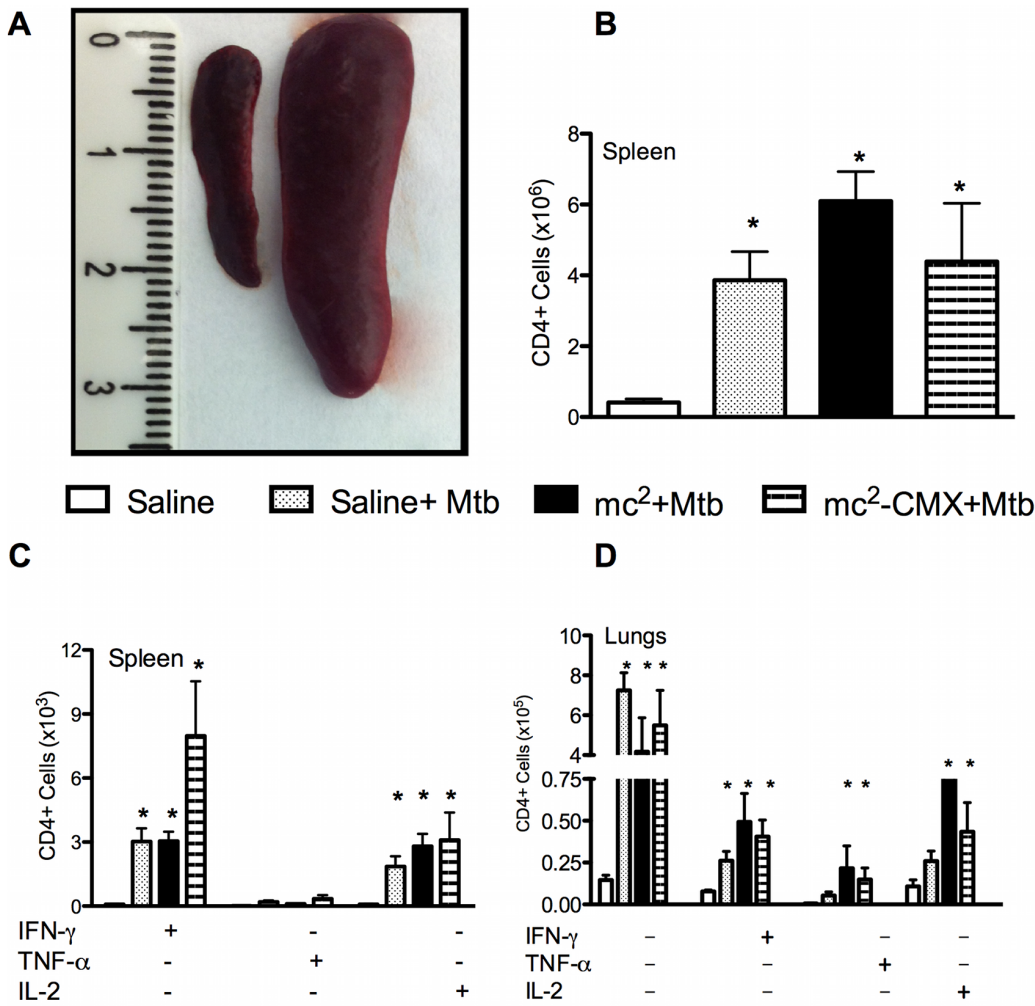 A
0
1
2
3
B
Spleen
CD4+ Cells (x10⁶)
8
6
4
2
0
*
*
*
Saline
Saline+ Mtb
mc²+Mtb
mc²-CMX+Mtb
C
Spleen
CD4+ Cells (x10³)
12
9
6
3
0
* * *
* * *
IFN-γ + - -
TNF-α - + -
IL-2 - - +
D
Lungs
CD4+ Cells (x10⁵)
10
8
6
4
0.75
0.50
0.25
0.00
* * *
* * *
* *
* *
IFN-γ – + – –
TNF-α – – + –
IL-2 – – – +